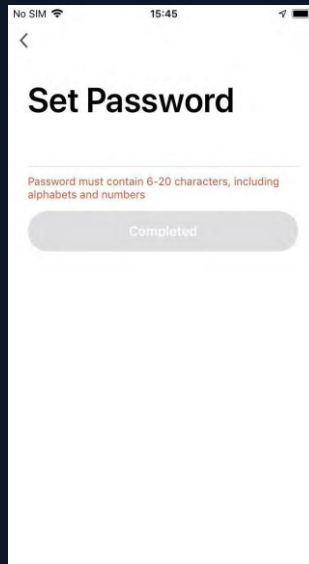 No SIM 15:45
Set Password
Password must contain 6-20 characters, including
alphabets and numbers
Completed